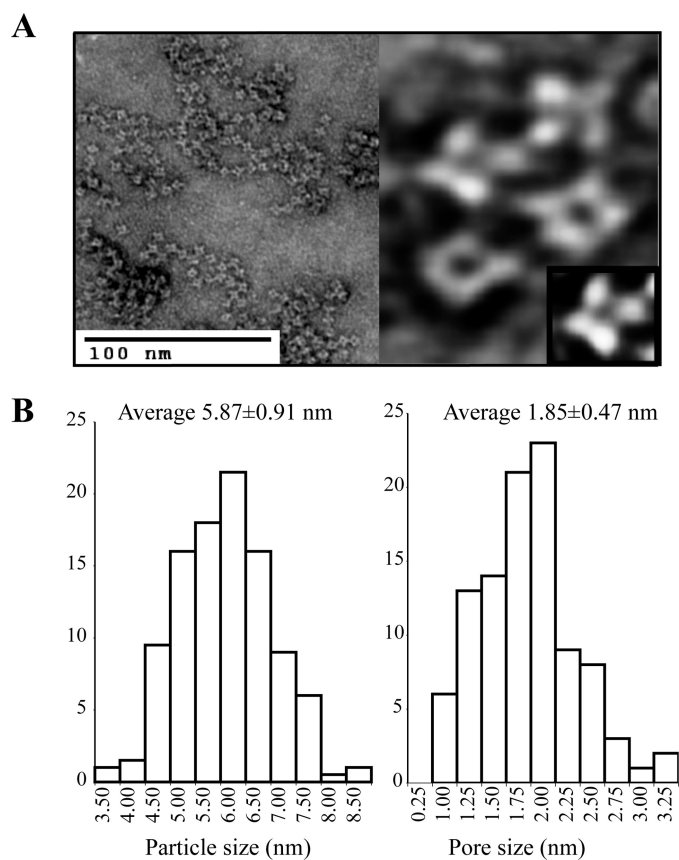 A
100 nm
B
Average 5.87±0.91 nm
25
20
15
10
5
0
3.50 4.00 4.50 5.00 5.50 6.00 6.50 7.00 7.50 8.00 8.50
Particle size (nm)
Average 1.85±0.47 nm
25
20
15
10
5
0
0.25 1.00 1.25 1.50 1.75 2.00 2.25 2.50 2.75 3.00 3.25
Pore size (nm)